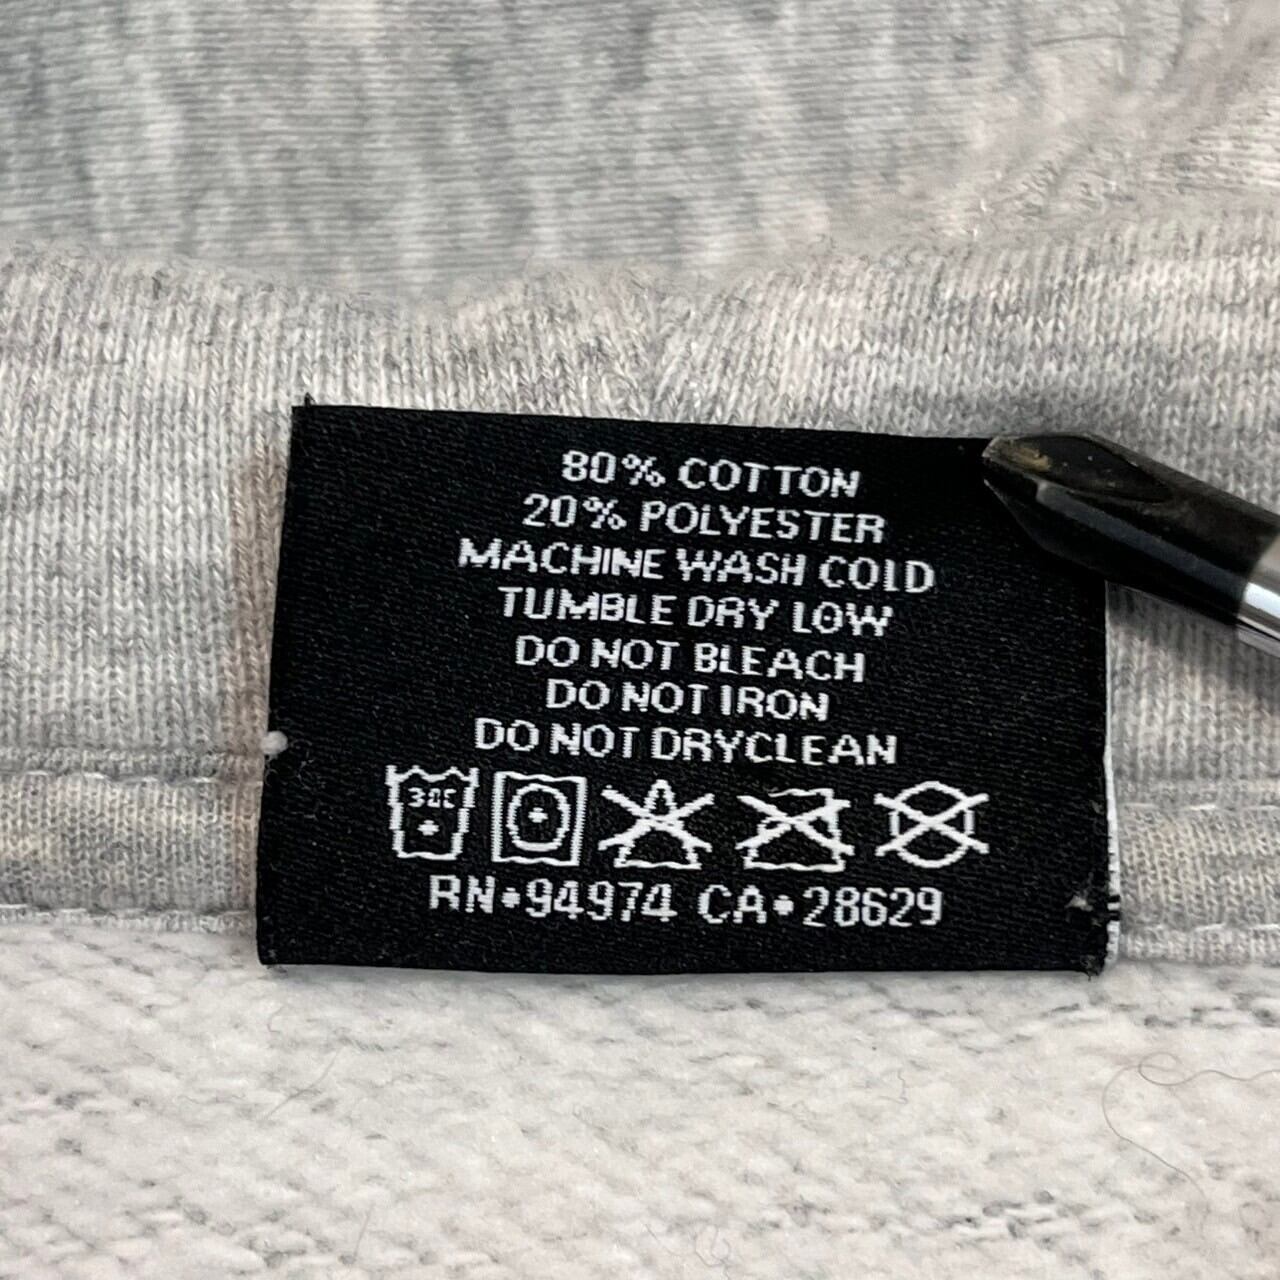 80% COTTON
20% POLYESTER
MACHINE WASH COLD
TUMBLE DRY LOW
DO NOT BLEACH
DO NOT IRON
DO NOT DRYCLEAN
30C
RN•94974 CA•28629